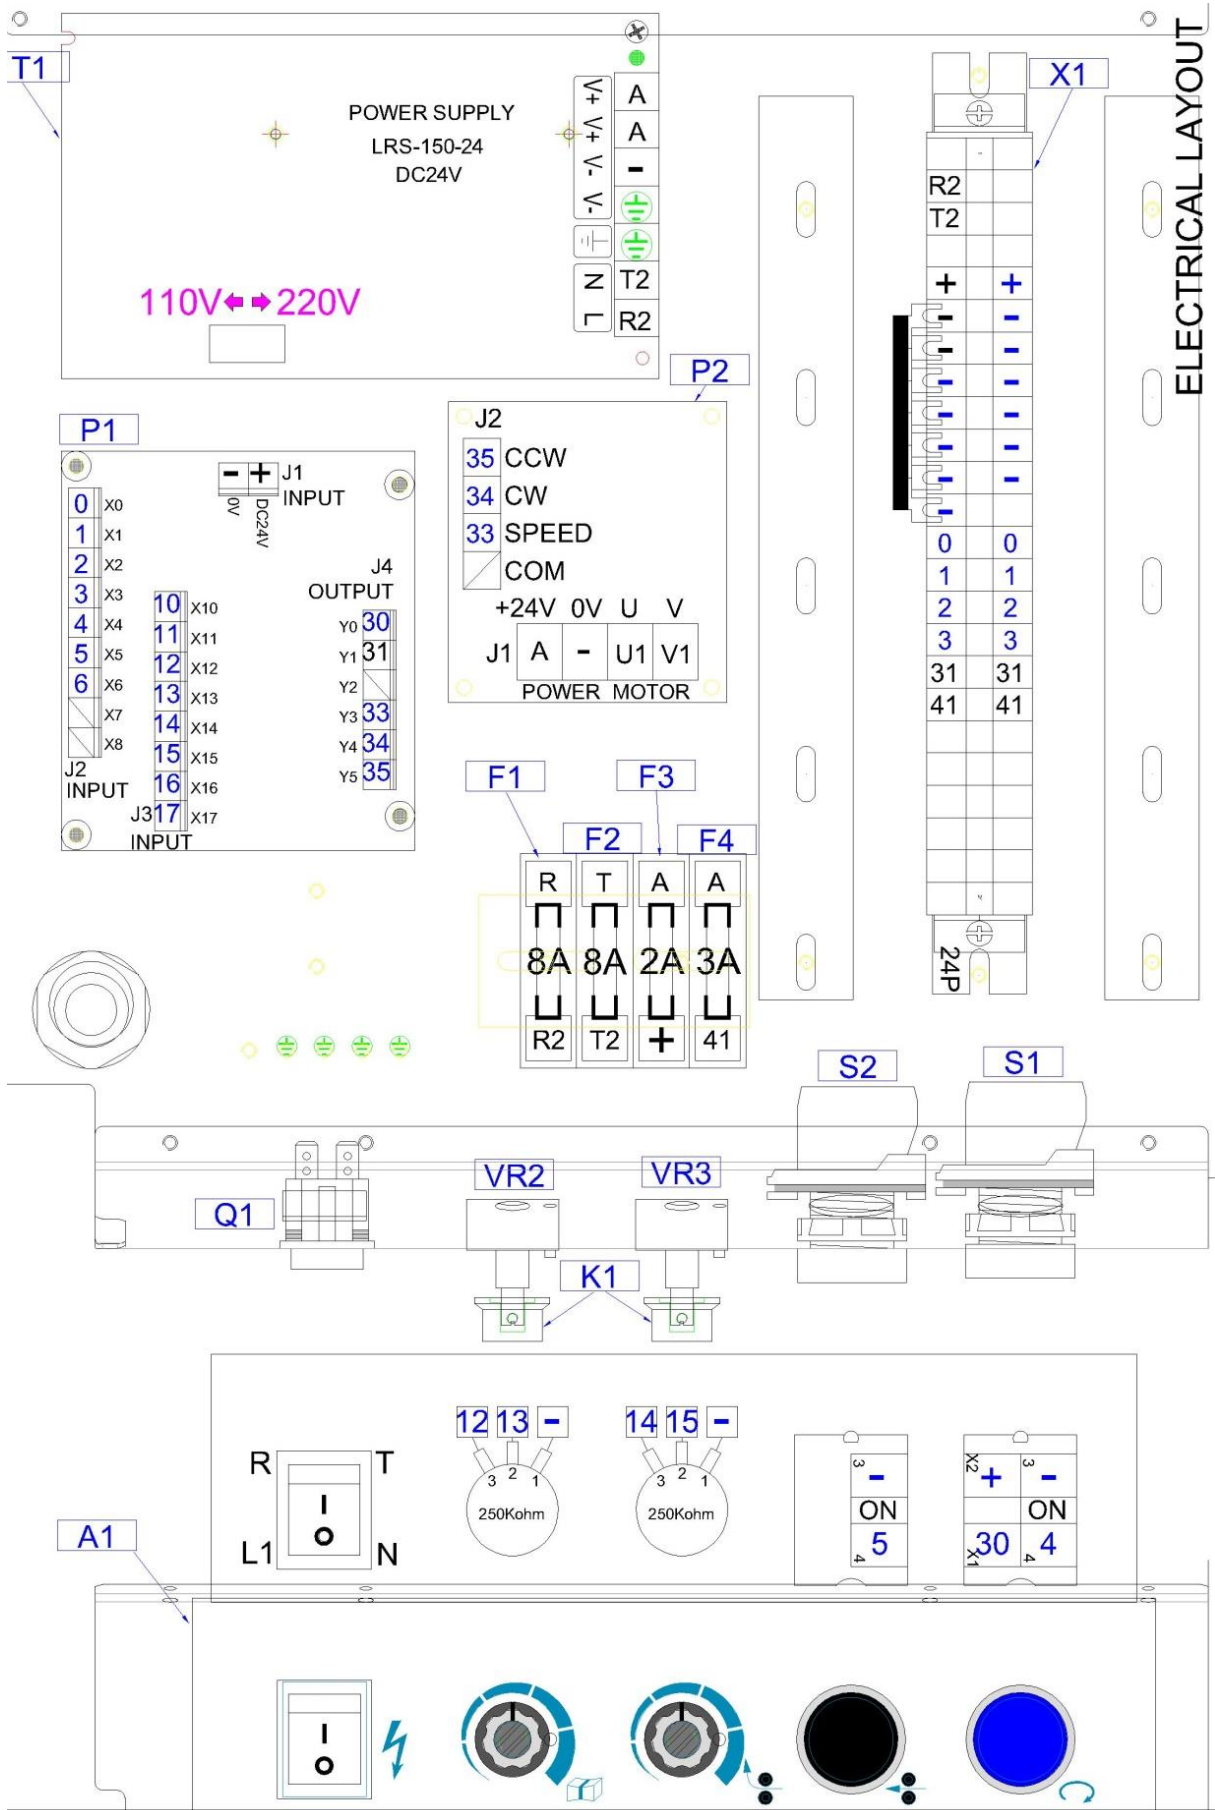 ELECTRICAL LAYOUT
T1
POWER SUPPLY
LRS-150-24
DC24V
110V 220V
V+ A
V+ A
V- -
V-
N T2
L R2
X1
R2
T2
+ +
- -
- -
- -
- -
- -
- -
-
0 0
1 1
2 2
3 3
31 31
41 41
24P
P1
- + J1
INPUT
0V DC24V
0 X0
1 X1
2 X2
3 X3
4 X4
5 X5
6 X6
X7
X8
J2
INPUT
10 X10
11 X11
12 X12
13 X13
14 X14
15 X15
16 X16
17 X17
J3
INPUT
J4
OUTPUT
Y0 30
Y1 31
Y2
Y3 33
Y4 34
Y5 35
P2
J2
35 CCW
34 CW
33 SPEED
COM
+24V 0V U V
J1 A - U1 V1
POWER MOTOR
F1 F2 F3 F4
R T A A
8A 8A 2A 3A
R2 T2 + 41
S2 S1
Q1 VR2 VR3
K1
12 13 -
3 2 1
250Kohm
14 15 -
3 2 1
250Kohm
R T
I
O
L1 N
3 -
ON
4 5
X2 + 3 -
ON
X1 30 4 4
A1
I
O